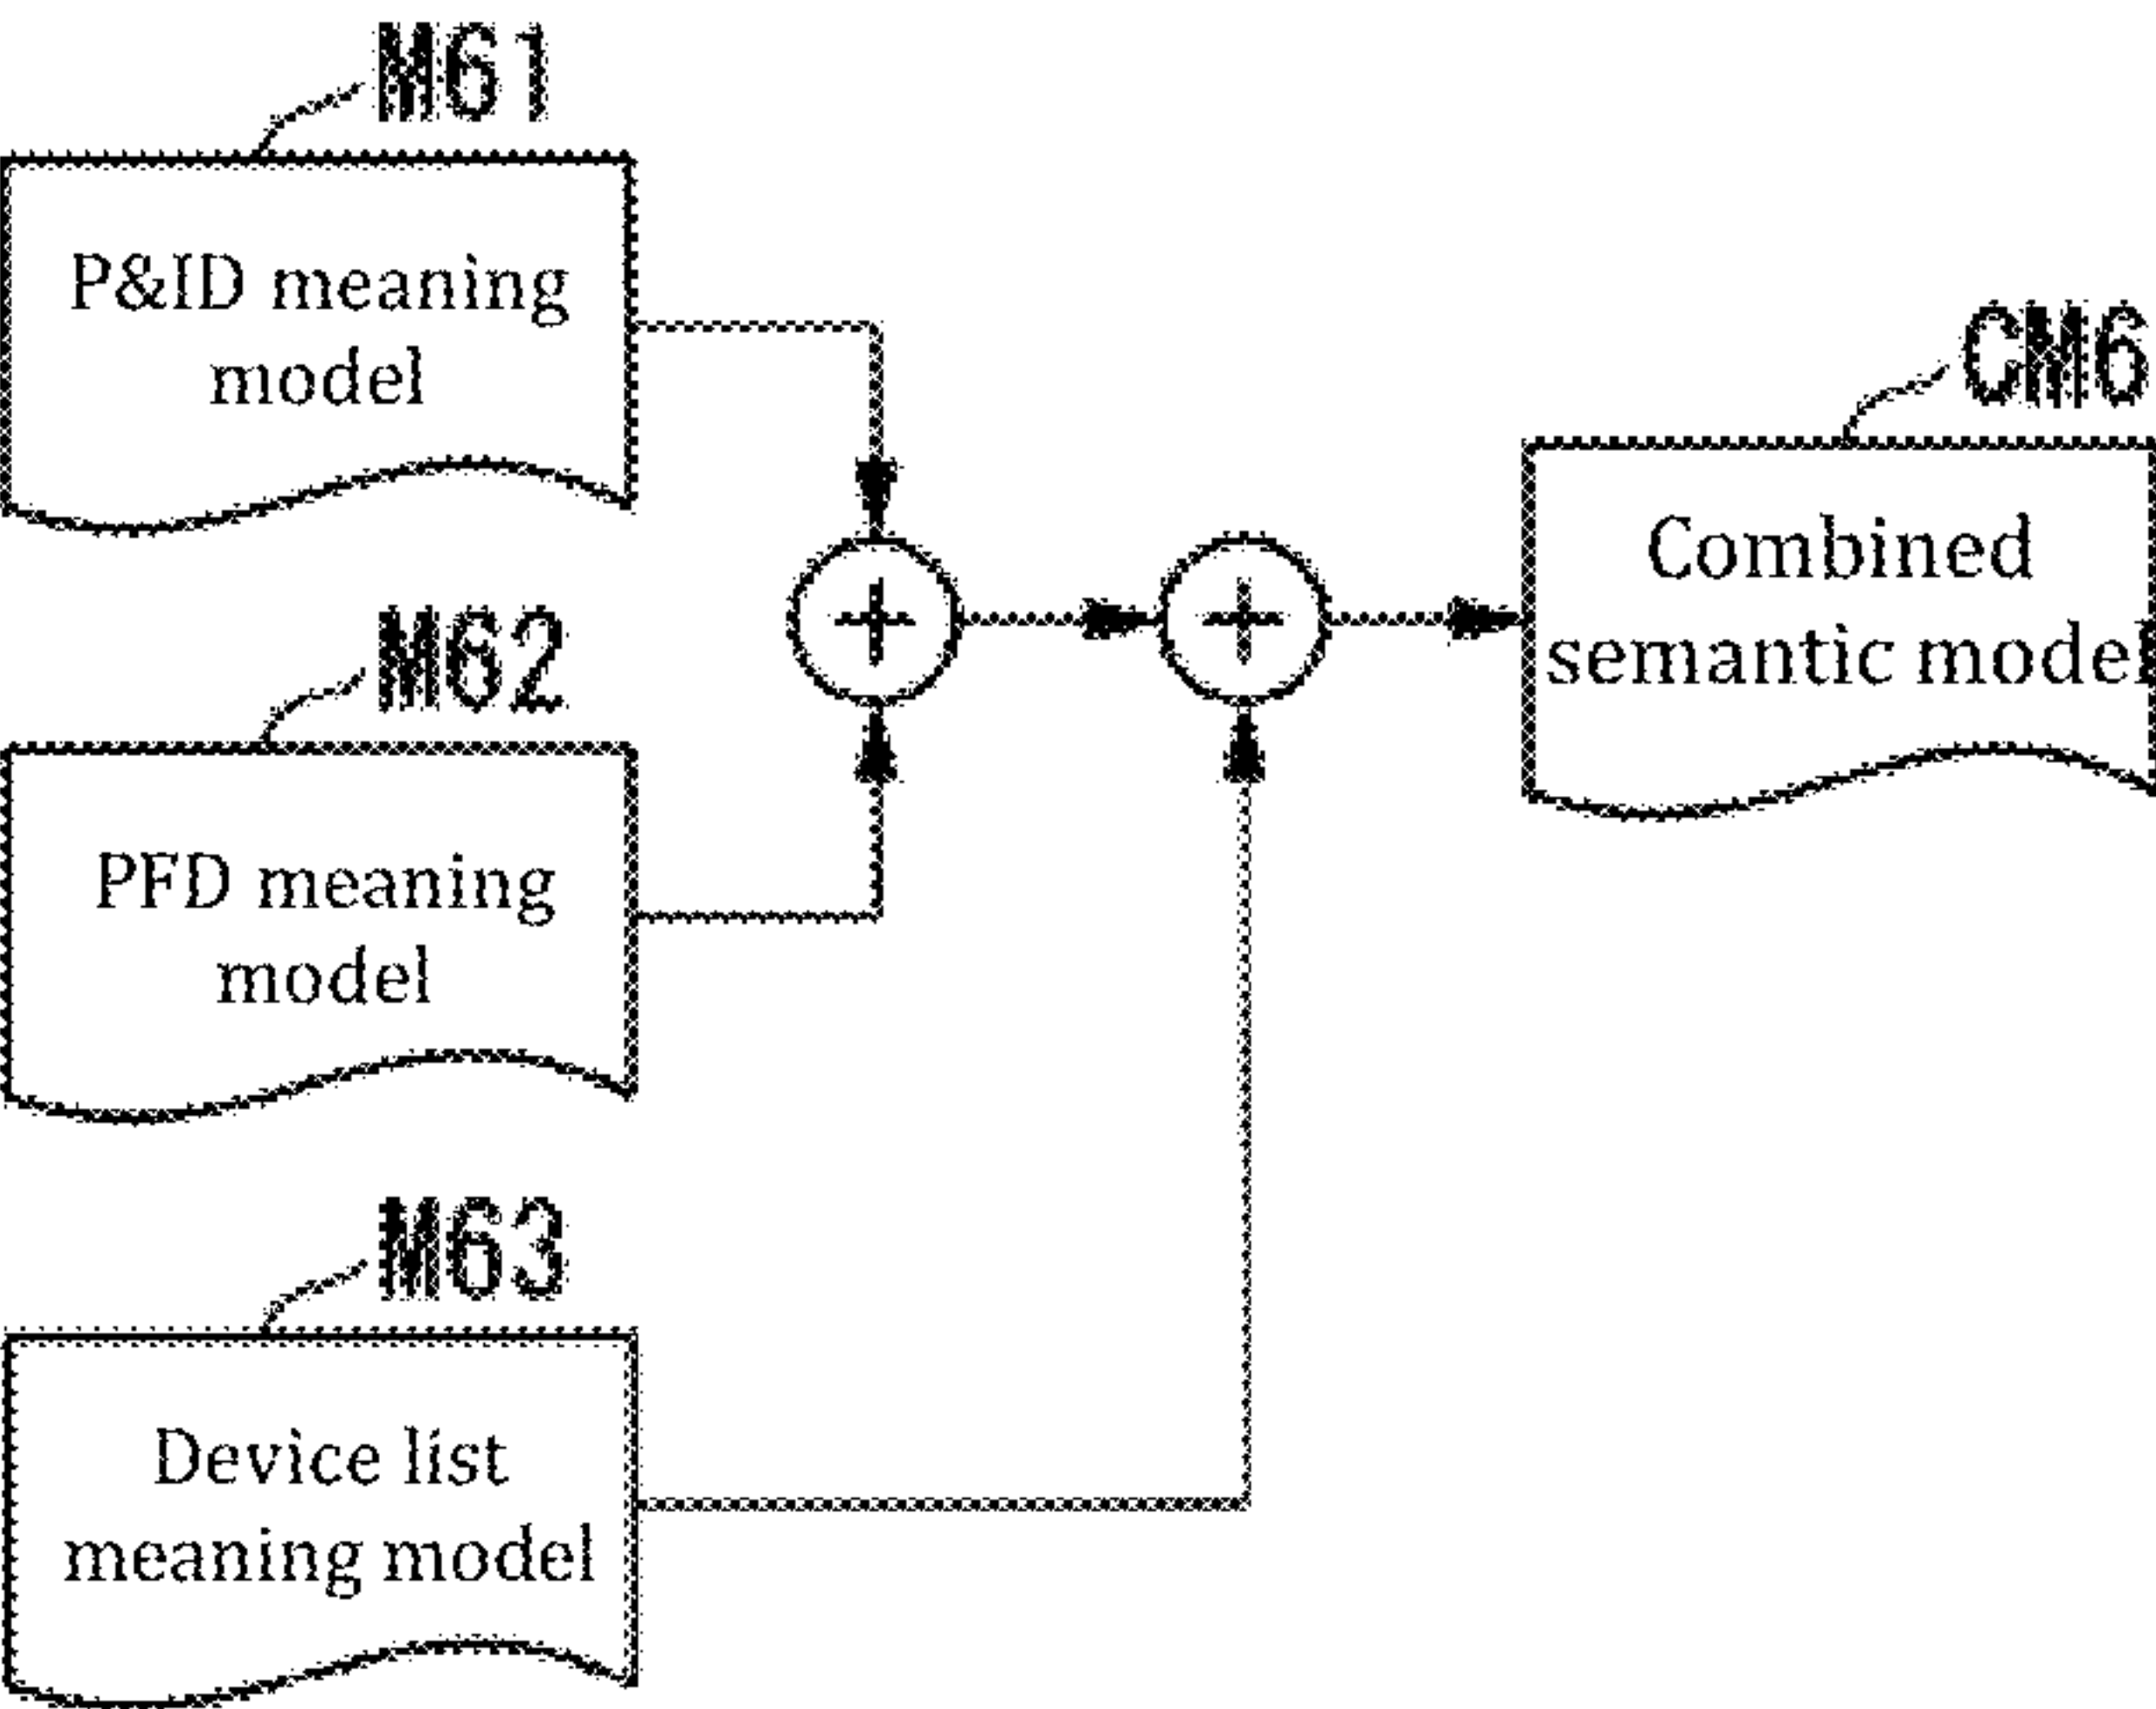 M61
P&ID meaning
model
CM6
Combined
semantic model
+
+
M62
PFD meaning
model
M63
Device list
meaning model